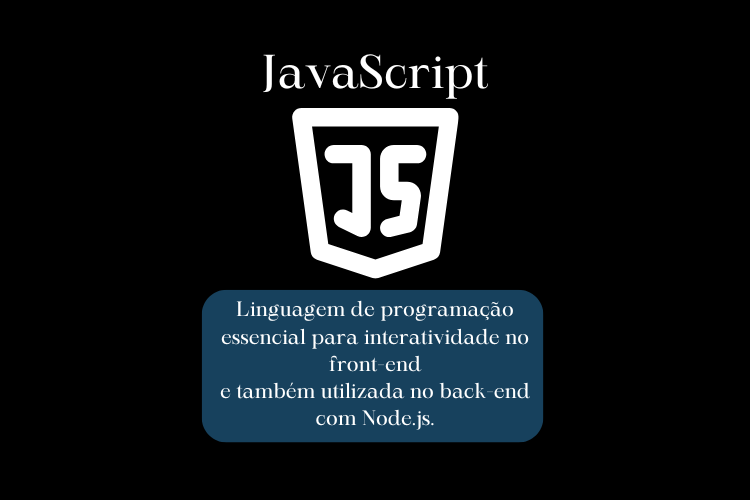 JavaScript
JS
Linguagem de programação
essencial para interatividade no
front-end
e também utilizada no back-end
com Node.js.